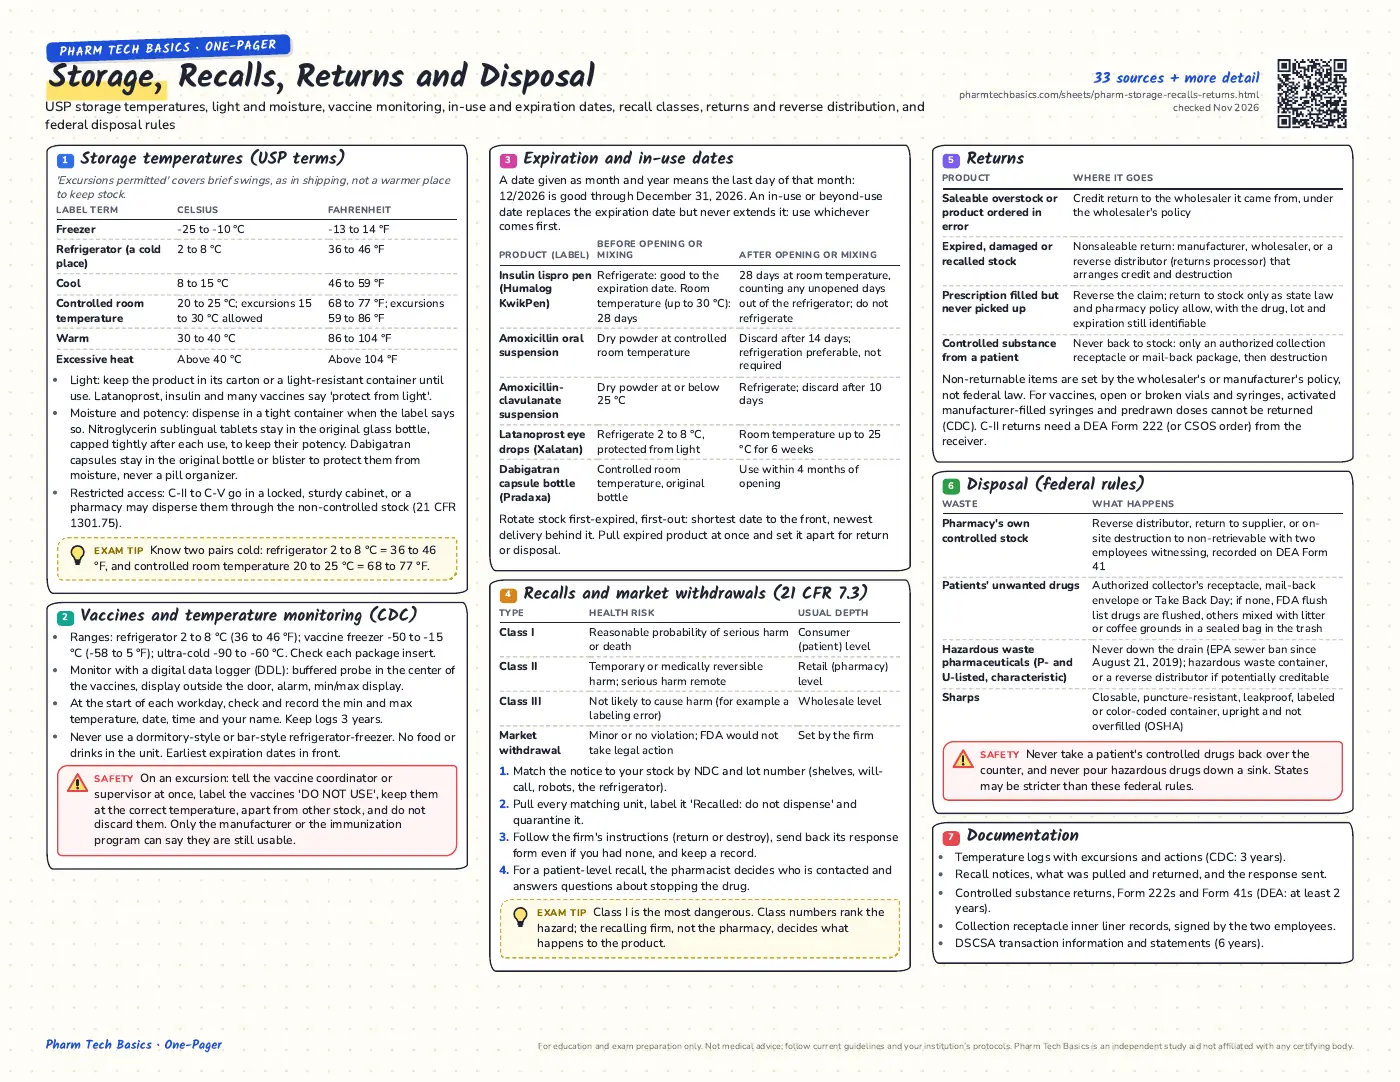 PHARM TECH BASICS · ONE-PAGER
Storage, Recalls, Returns and Disposal
USP storage temperatures, light and moisture, vaccine monitoring, in-use and expiration dates, recall classes, returns and reverse distribution, and
federal disposal rules
33 sources + more detail
pharmtechbasics.com/sheets/pharm-storage-recalls-returns.html
checked Nov 2026
1 Storage temperatures (USP terms)
'Excursions permitted' covers brief swings, as in shipping, not a warmer place
to keep stock.
LABEL TERM CELSIUS FAHRENHEIT
Freezer -25 to -10 °C -13 to 14 °F
Refrigerator (a cold 2 to 8 °C 36 to 46 °F
place)
Cool 8 to 15 °C 46 to 59 °F
Controlled room 20 to 25 °C; excursions 15 68 to 77 °F; excursions
temperature to 30 °C allowed 59 to 86 °F
Warm 30 to 40 °C 86 to 104 °F
Excessive heat Above 40 °C Above 104 °F
• Light: keep the product in its carton or a light-resistant container until
use. Latanoprost, insulin and many vaccines say 'protect from light'.
• Moisture and potency: dispense in a tight container when the label says
so. Nitroglycerin sublingual tablets stay in the original glass bottle,
capped tightly after each use, to keep their potency. Dabigatran
capsules stay in the original bottle or blister to protect them from
moisture, never a pill organizer.
• Restricted access: C-II to C-V go in a locked, sturdy cabinet, or a
pharmacy may disperse them through the non-controlled stock (21 CFR
1301.75).
EXAM TIP Know two pairs cold: refrigerator 2 to 8 °C = 36 to 46
°F, and controlled room temperature 20 to 25 °C = 68 to 77 °F.
2 Vaccines and temperature monitoring (CDC)
• Ranges: refrigerator 2 to 8 °C (36 to 46 °F); vaccine freezer -50 to -15
°C (-58 to 5 °F); ultra-cold -90 to -60 °C. Check each package insert.
• Monitor with a digital data logger (DDL): buffered probe in the center of
the vaccines, display outside the door, alarm, min/max display.
• At the start of each workday, check and record the min and max
temperature, date, time and your name. Keep logs 3 years.
• Never use a dormitory-style or bar-style refrigerator-freezer. No food or
drinks in the unit. Earliest expiration dates in front.
SAFETY On an excursion: tell the vaccine coordinator or
supervisor at once, label the vaccines 'DO NOT USE', keep them
at the correct temperature, apart from other stock, and do not
discard them. Only the manufacturer or the immunization
program can say they are still usable.
3 Expiration and in-use dates
A date given as month and year means the last day of that month:
12/2026 is good through December 31, 2026. An in-use or beyond-use
date replaces the expiration date but never extends it: use whichever
comes first.
PRODUCT (LABEL) BEFORE OPENING OR MIXING AFTER OPENING OR MIXING
Insulin lispro pen Refrigerate: good to the 28 days at room temperature,
(Humalog expiration date. Room counting any unopened days
KwikPen) temperature (up to 30 °C): out of the refrigerator; do not
28 days refrigerate
Amoxicillin oral Dry powder at controlled Discard after 14 days;
suspension room temperature refrigeration preferable, not
required
Amoxicillin- Dry powder at or below Refrigerate; discard after 10
clavulanate 25 °C days
suspension
Latanoprost eye Refrigerate 2 to 8 °C, Room temperature up to 25
drops (Xalatan) protected from light °C for 6 weeks
Dabigatran Controlled room Use within 4 months of
capsule bottle temperature, original opening
(Pradaxa) bottle
Rotate stock first-expired, first-out: shortest date to the front, newest
delivery behind it. Pull expired product at once and set it apart for return
or disposal.
4 Recalls and market withdrawals (21 CFR 7.3)
TYPE HEALTH RISK USUAL DEPTH
Class I Reasonable probability of serious harm Consumer
or death (patient) level
Class II Temporary or medically reversible Retail (pharmacy)
harm; serious harm remote level
Class III Not likely to cause harm (for example a Wholesale level
labeling error)
Market Minor or no violation; FDA would not Set by the firm
withdrawal take legal action
1. Match the notice to your stock by NDC and lot number (shelves, will-
call, robots, the refrigerator).
2. Pull every matching unit, label it 'Recalled: do not dispense' and
quarantine it.
3. Follow the firm's instructions (return or destroy), send back its response
form even if you had none, and keep a record.
4. For a patient-level recall, the pharmacist decides who is contacted and
answers questions about stopping the drug.
EXAM TIP Class I is the most dangerous. Class numbers rank the
hazard; the recalling firm, not the pharmacy, decides what
happens to the product.
5 Returns
PRODUCT WHERE IT GOES
Saleable overstock or Credit return to the wholesaler it came from, under
product ordered in the wholesaler's policy
error
Expired, damaged or Nonsaleable return: manufacturer, wholesaler, or a
recalled stock reverse distributor (returns processor) that
arranges credit and destruction
Prescription filled but Reverse the claim; return to stock only as state law
never picked up and pharmacy policy allow, with the drug, lot and
expiration still identifiable
Controlled substance Never back to stock: only an authorized collection
from a patient receptacle or mail-back package, then destruction
Non-returnable items are set by the wholesaler's or manufacturer's policy,
not federal law. For vaccines, open or broken vials and syringes, activated
manufacturer-filled syringes and predrawn doses cannot be returned
(CDC). C-II returns need a DEA Form 222 (or CSOS order) from the
receiver.
6 Disposal (federal rules)
WASTE WHAT HAPPENS
Pharmacy's own Reverse distributor, return to supplier, or on-
controlled stock site destruction to non-retrievable with two
employees witnessing, recorded on DEA Form
41
Patients' unwanted drugs Authorized collector's receptacle, mail-back
envelope or Take Back Day; if none, FDA flush
list drugs are flushed, others mixed with litter
or coffee grounds in a sealed bag in the trash
Hazardous waste Never down the drain (EPA sewer ban since
pharmaceuticals (P- and August 21, 2019); hazardous waste container,
U-listed, characteristic) or a reverse distributor if potentially creditable
Sharps Closable, puncture-resistant, leakproof, labeled
or color-coded container, upright and not
overfilled (OSHA)
SAFETY Never take a patient's controlled drugs back over the
counter, and never pour hazardous drugs down a sink. States
may be stricter than these federal rules.
7 Documentation
• Temperature logs with excursions and actions (CDC: 3 years).
• Recall notices, what was pulled and returned, and the response sent.
• Controlled substance returns, Form 222s and Form 41s (DEA: at least 2
years).
• Collection receptacle inner liner records, signed by the two employees.
• DSCSA transaction information and statements (6 years).
Pharm Tech Basics · One-Pager
For education and exam preparation only. Not medical advice; follow current guidelines and your institution's protocols. Pharm Tech Basics is an independent study aid not affiliated with any certifying body.